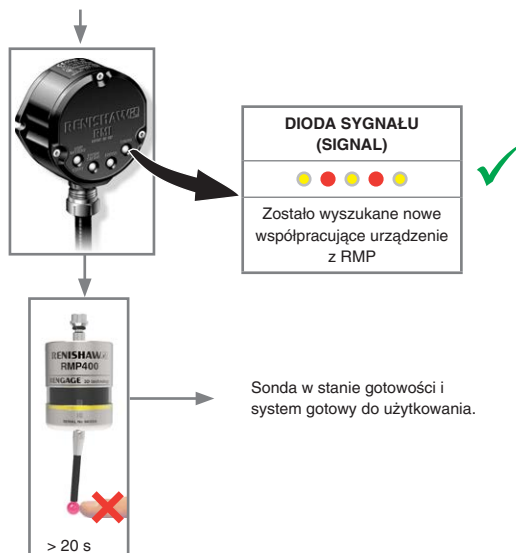 RENISHAW
RMI
DIODA SYGNAŁU
(SIGNAL)
Zostało wyszukane nowe
współpracujące urządzenie
z RMP
RENISHAW
RMP400
RENGAGE
Sonda w stanie gotowości i
system gotowy do użytkowania.
> 20 s